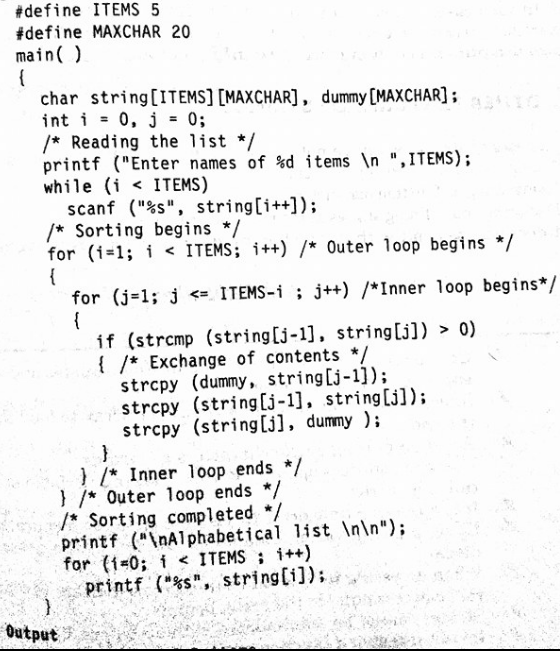 #define ITEMS 5
#define MAXCHAR 20
main( )
{
char string[ITEMS][MAXCHAR], dummy[MAXCHAR];
int i = 0, j = 0;
/* Reading the list */
printf ("Enter names of %d items \n ",ITEMS);
while (i < ITEMS)
scanf ("%s", string[i++]);
/* Sorting begins */
for (i=1; i < ITEMS; i++) /* Outer loop begins */
{
for (j=1; j <= ITEMS-i ; j++) /*Inner loop begins*/
{
if (strcmp (string[j-1], string[j]) > 0)
{ /* Exchange of contents */
strcpy (dummy, string[j-1]);
strcpy (string[j-1], string[j]);
strcpy (string[j], dummy );
}
} /* Inner loop ends */
} /* Outer loop ends */
/* Sorting completed */
printf ("\nAlphabetical list \n\n");
for (i=0; i < ITEMS ; i++)
printf ("%s", string[i]);
}
Output